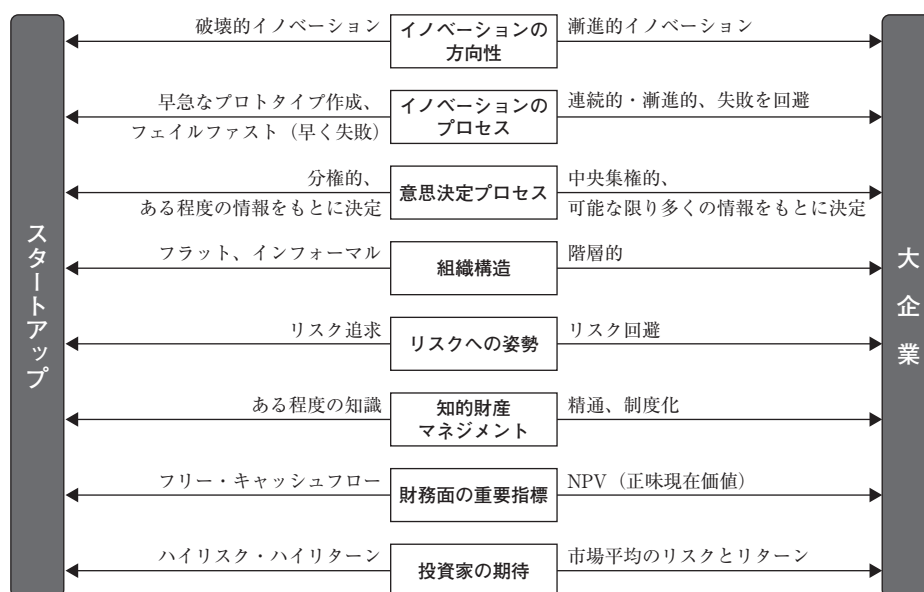 スタートアップ
破壊的イノベーション
イノベーションの
方向性
漸進的イノベーション
早急なプロトタイプ作成、
フェイルファスト（早く失敗）
イノベーションの
プロセス
連続的・漸進的、失敗を回避
分権的、
ある程度の情報をもとに決定
意思決定プロセス
中央集権的、
可能な限り多くの情報をもとに決定
フラット、インフォーマル
組織構造
階層的
リスク追求
リスクへの姿勢
リスク回避
ある程度の知識
知的財産
マネジメント
精通、制度化
フリー・キャッシュフロー
財務面の重要指標
NPV（正味現在価値）
ハイリスク・ハイリターン
投資家の期待
市場平均のリスクとリターン
大企業